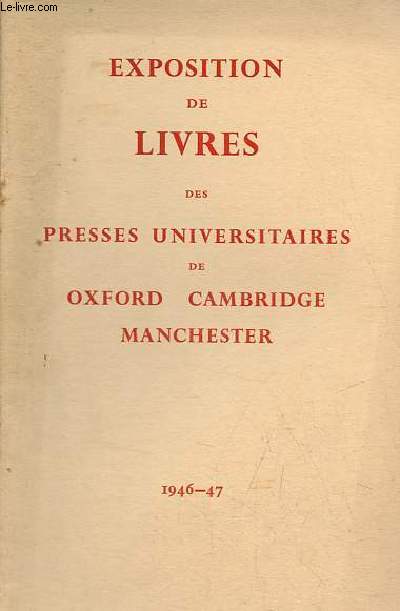 Le-livre.com
EXPOSITION
DE
LIVRES
DES
PRESSES UNIVERSITAIRES
DE
OXFORD CAMBRIDGE
MANCHESTER
1946-47